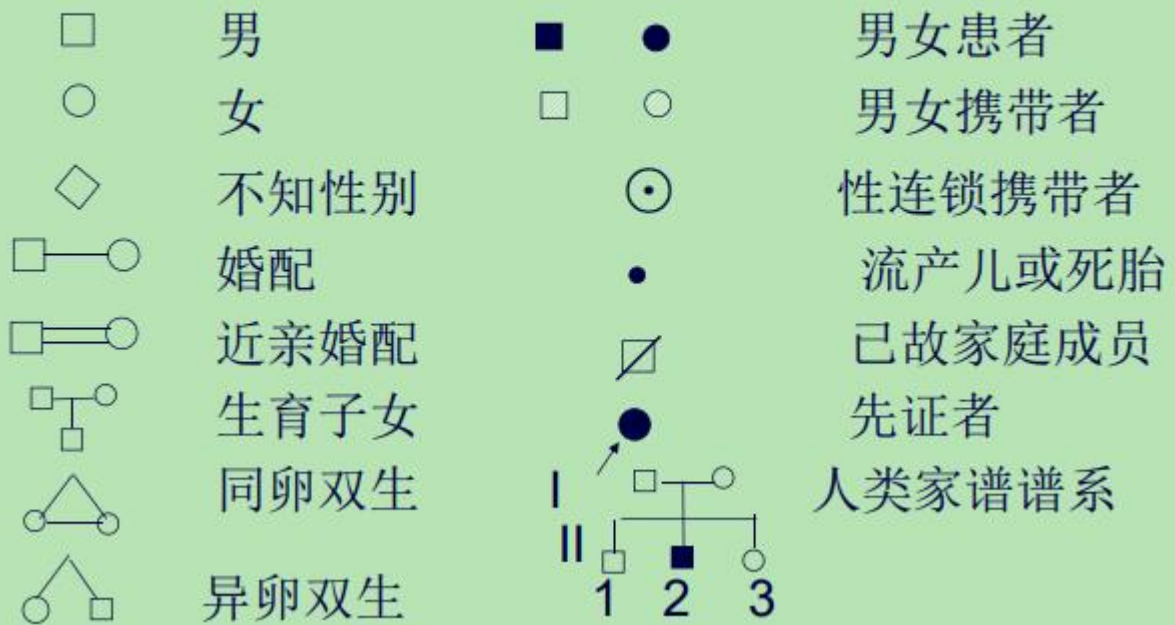 男
男女患者
女
男女携带者
不知性别
性连锁携带者
婚配
流产儿或死胎
近亲婚配
已故家庭成员
生育子女
先证者
同卵双生
I
人类家谱谱系
II
异卵双生
1 2 3